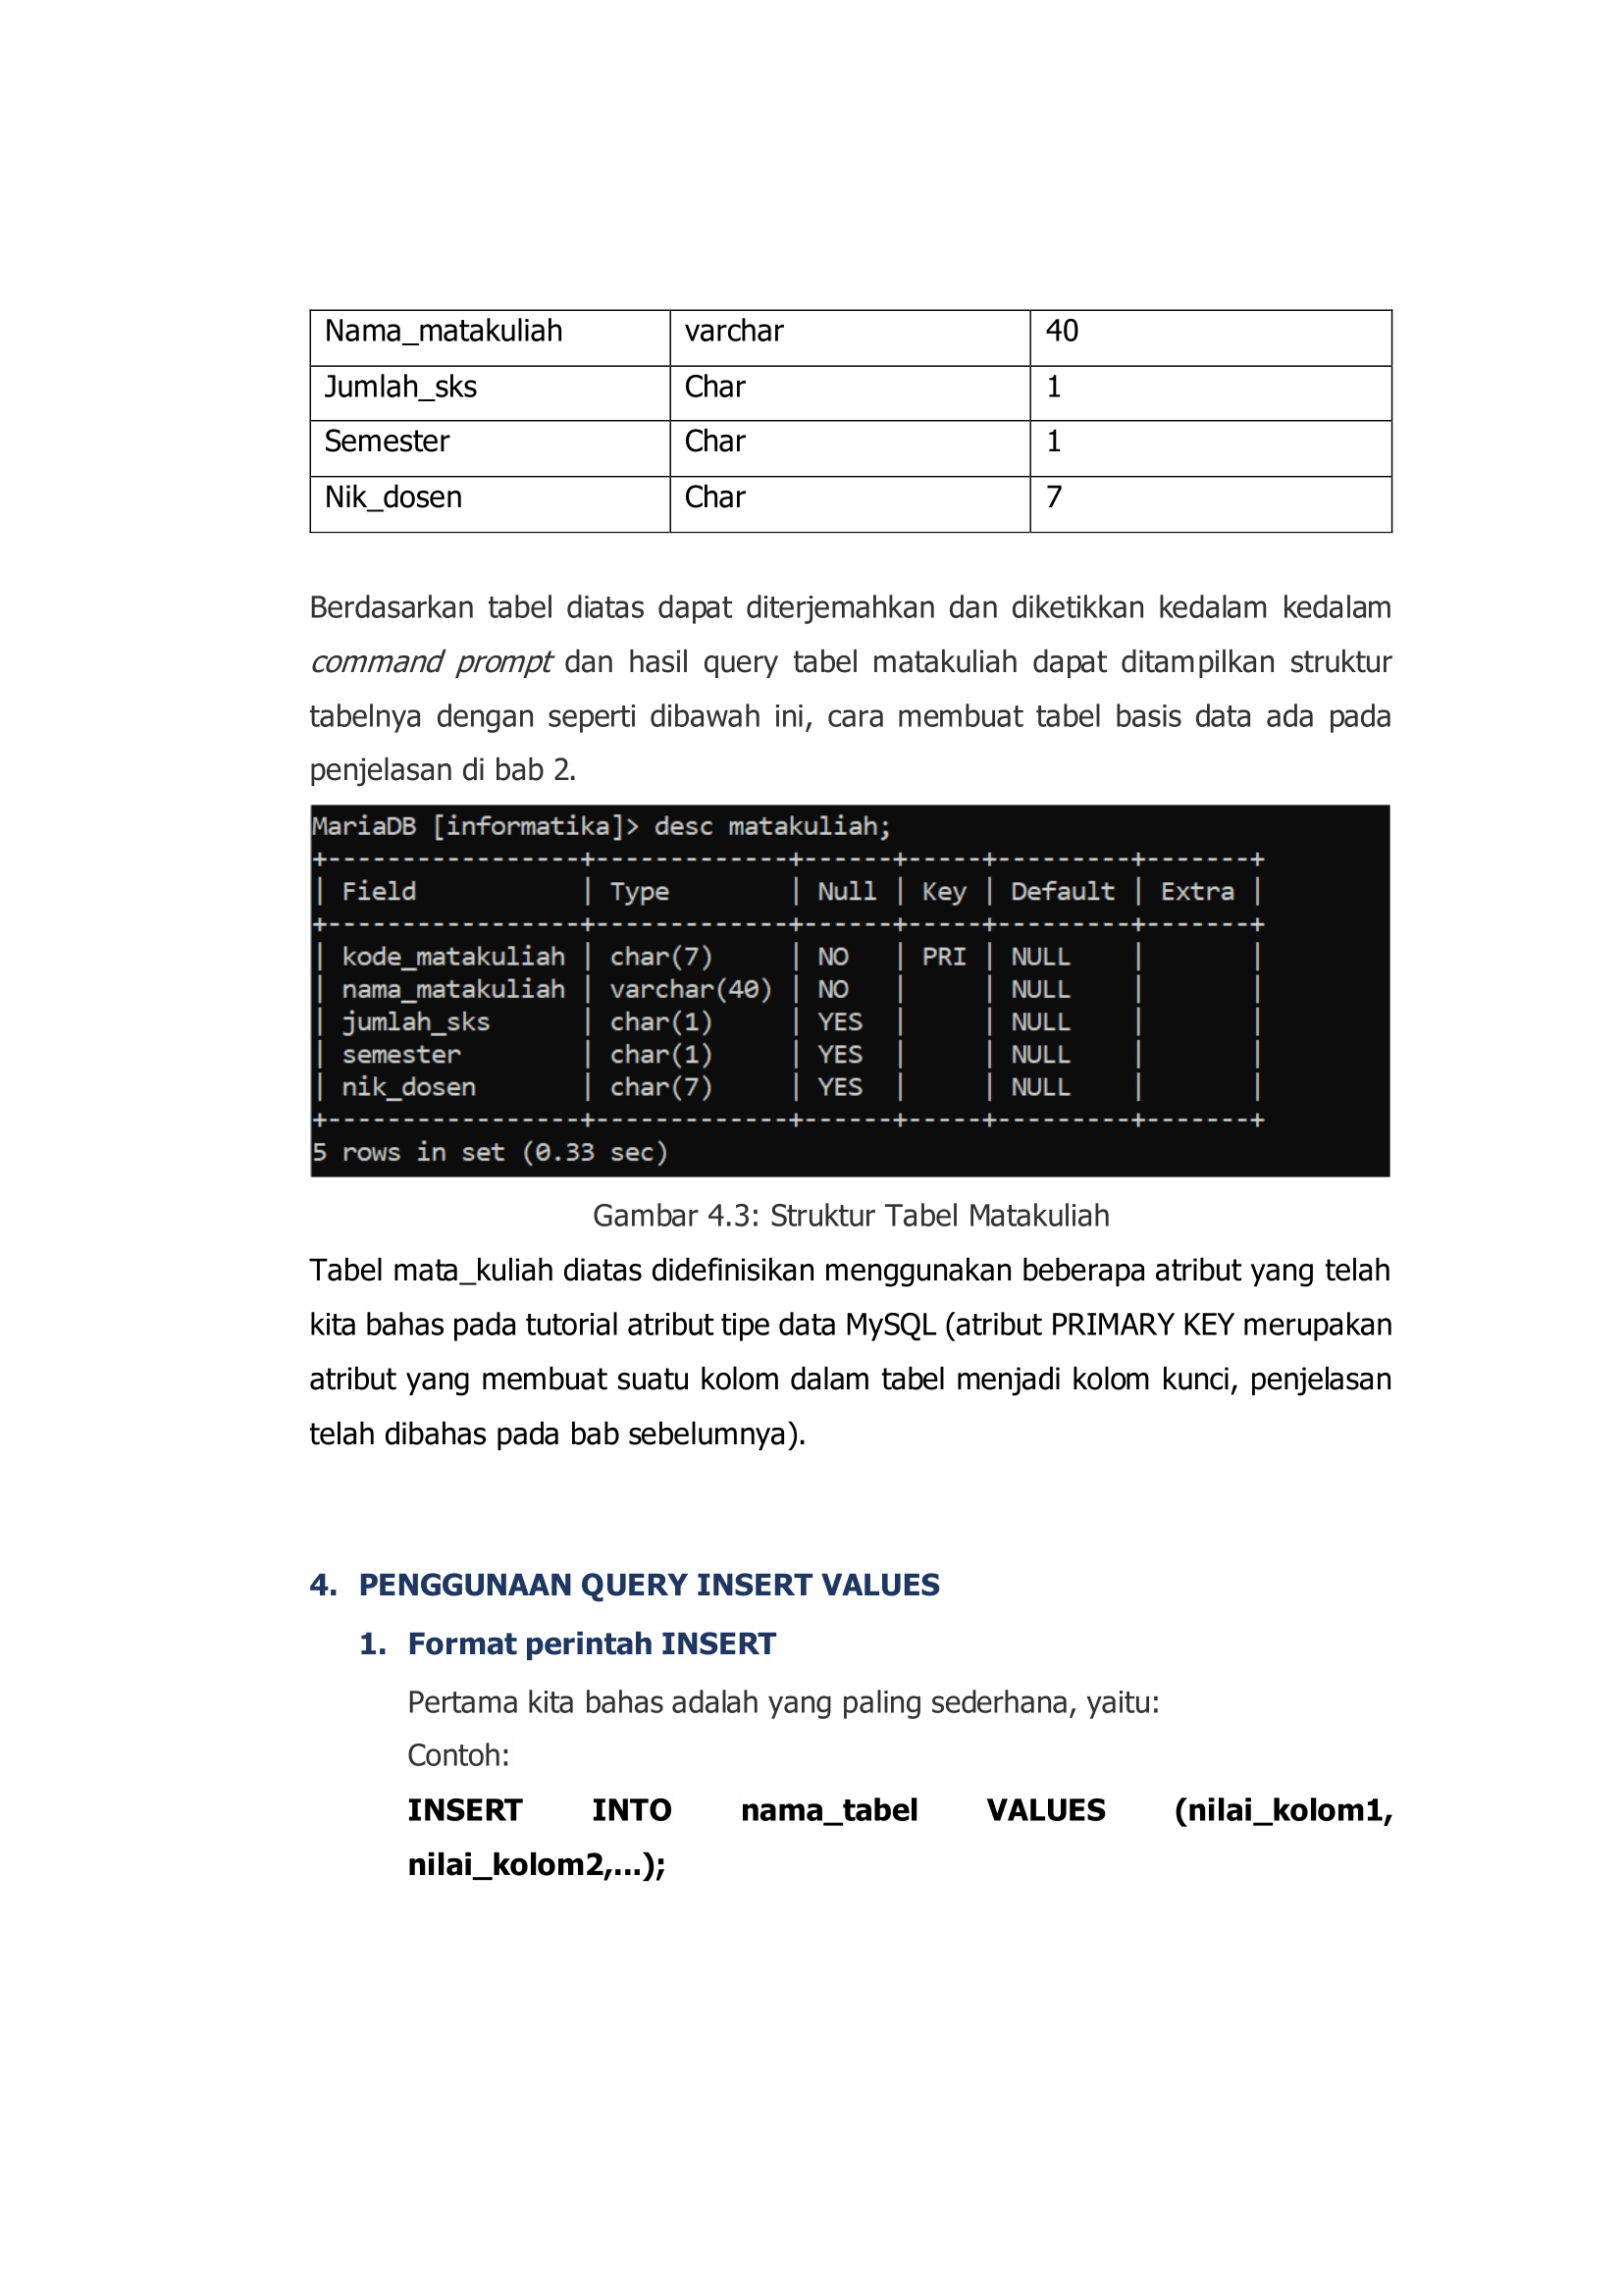 Nama_matakuliah varchar 40
Jumlah_sks Char 1
Semester Char 1
Nik_dosen Char 7
Berdasarkan tabel diatas dapat diterjemahkan dan diketikkan kedalam kedalam
command prompt dan hasil query tabel matakuliah dapat ditampilkan struktur
tabelnya dengan seperti dibawah ini, cara membuat tabel basis data ada pada
penjelasan di bab 2.
MariaDB [informatika]> desc matakuliah;
+-----------------+-------------+------+-----+---------+-------+
| Field           | Type        | Null | Key | Default | Extra |
+-----------------+-------------+------+-----+---------+-------+
| kode_matakuliah | char(7)     | NO   | PRI | NULL    |       |
| nama_matakuliah | varchar(40) | NO   |     | NULL    |       |
| jumlah_sks      | char(1)     | YES  |     | NULL    |       |
| semester        | char(1)     | YES  |     | NULL    |       |
| nik_dosen       | char(7)     | YES  |     | NULL    |       |
+-----------------+-------------+------+-----+---------+-------+
5 rows in set (0.33 sec)
Gambar 4.3: Struktur Tabel Matakuliah
Tabel mata_kuliah diatas didefinisikan menggunakan beberapa atribut yang telah
kita bahas pada tutorial atribut tipe data MySQL (atribut PRIMARY KEY merupakan
atribut yang membuat suatu kolom dalam tabel menjadi kolom kunci, penjelasan
telah dibahas pada bab sebelumnya).
4. PENGGUNAAN QUERY INSERT VALUES
1. Format perintah INSERT
Pertama kita bahas adalah yang paling sederhana, yaitu:
Contoh:
INSERT INTO nama_tabel VALUES (nilai_kolom1,
nilai_kolom2,...);